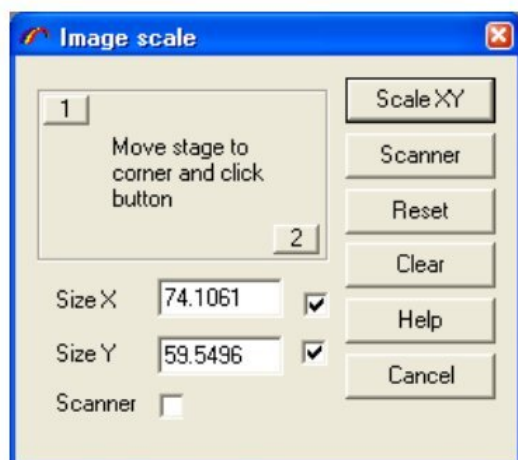 Image scale
1
Move stage to
corner and click
button
2
Scale XY
Scanner
Reset
Clear
Help
Cancel
Size X 74.1061
Size Y 59.5496
Scanner